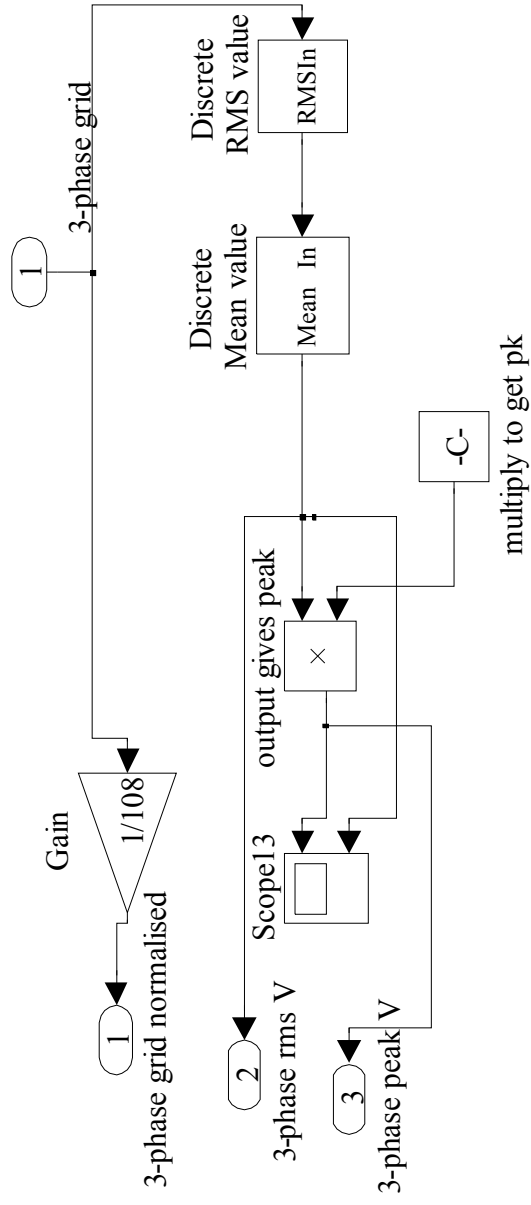 1
3-phase grid
Gain
1/108
1
3-phase grid normalised
Discrete
RMS value
RMSIn
Discrete
Mean value
Mean In
-C-
multiply to get pk
output gives peak
×
Scope13
2
3-phase rms V
3
3-phase peak V